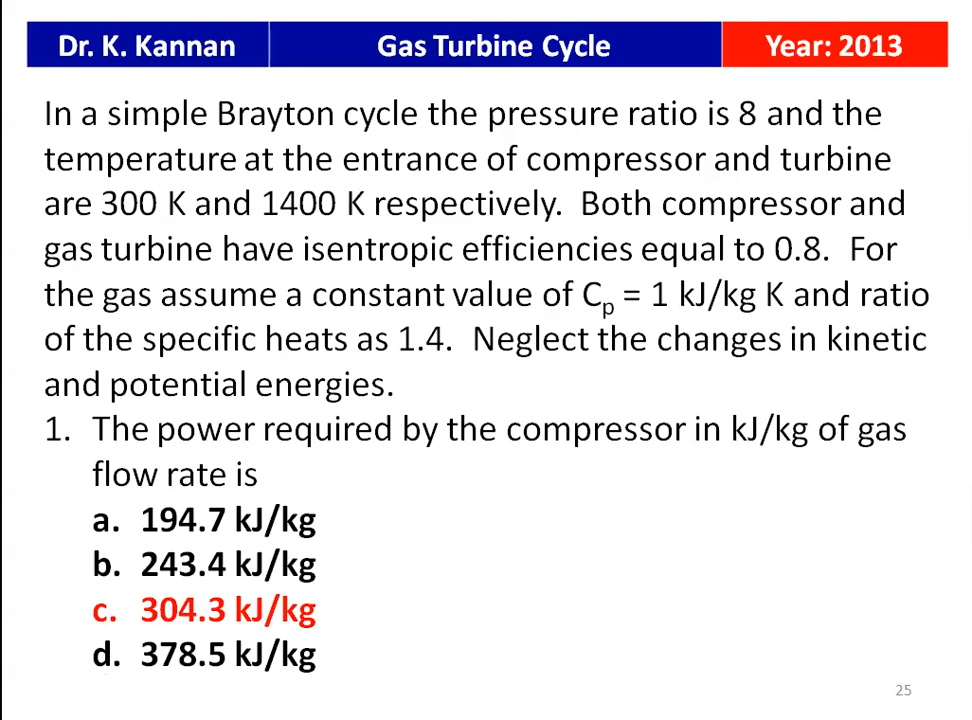 Dr. K. Kannan
Gas Turbine Cycle
Year: 2013
In a simple Brayton cycle the pressure ratio is 8 and the
temperature at the entrance of compressor and turbine
are 300 K and 1400 K respectively. Both compressor and
gas turbine have isentropic efficiencies equal to 0.8. For
the gas assume a constant value of Cp = 1 kJ/kg K and ratio
of the specific heats as 1.4. Neglect the changes in kinetic
and potential energies.
1. The power required by the compressor in kJ/kg of gas
flow rate is
a. 194.7 kJ/kg
b. 243.4 kJ/kg
c. 304.3 kJ/kg
d. 378.5 kJ/kg
25